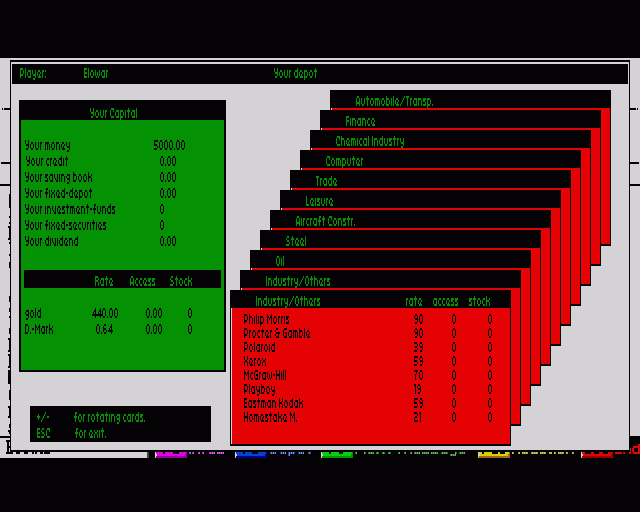 Player: Elowar Your depot
Your Capital
Your money 5000.00
Your credit 0.00
Your saving book 0.00
Your fixed-depot 0.00
Your investment-funds 0
Your fixed-securities 0
Your dividend 0.00
Rate Access Stock
gold 440.00 0.00 0
D.-Mark 0.64 0.00 0
+/- for rotating cards.
ESC for exit.
Automobile/Transp.
Finance
Chemical Industry
Computer
Trade
Leisure
Aircraft Constr.
Steel
Oil
Industry/Others
Industry/Others rate access stock
Philip Morris 90 0 0
Procter & Gamble 90 0 0
Polaroid 39 0 0
Xerox 59 0 0
McGraw-Hill 70 0 0
Playboy 19 0 0
Eastman Kodak 59 0 0
Homestake M. 21 0 0